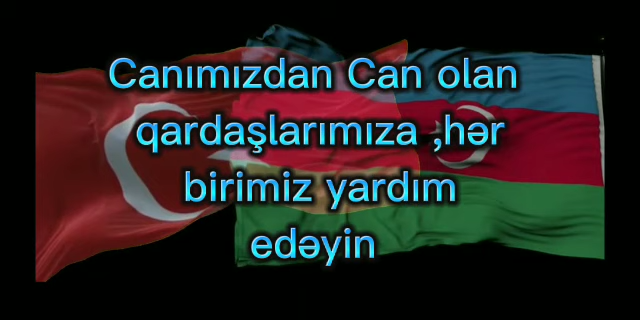 Canımızdan Can olan
qardaşlarımıza ,hər
birimiz yardım
edəyin